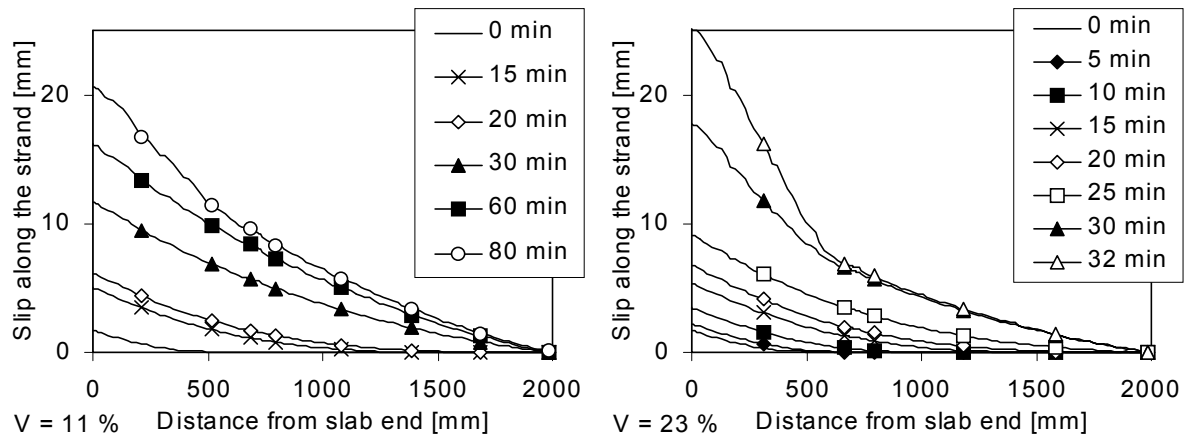 Slip along the strand [mm]
20
10
0
0 min
15 min
20 min
30 min
60 min
80 min
0 500 1000 1500 2000
V = 11 % Distance from slab end [mm]
Slip along the strand [mm]
20
10
0
0 min
5 min
10 min
15 min
20 min
25 min
30 min
32 min
0 500 1000 1500 2000
V = 23 % Distance from slab end [mm]